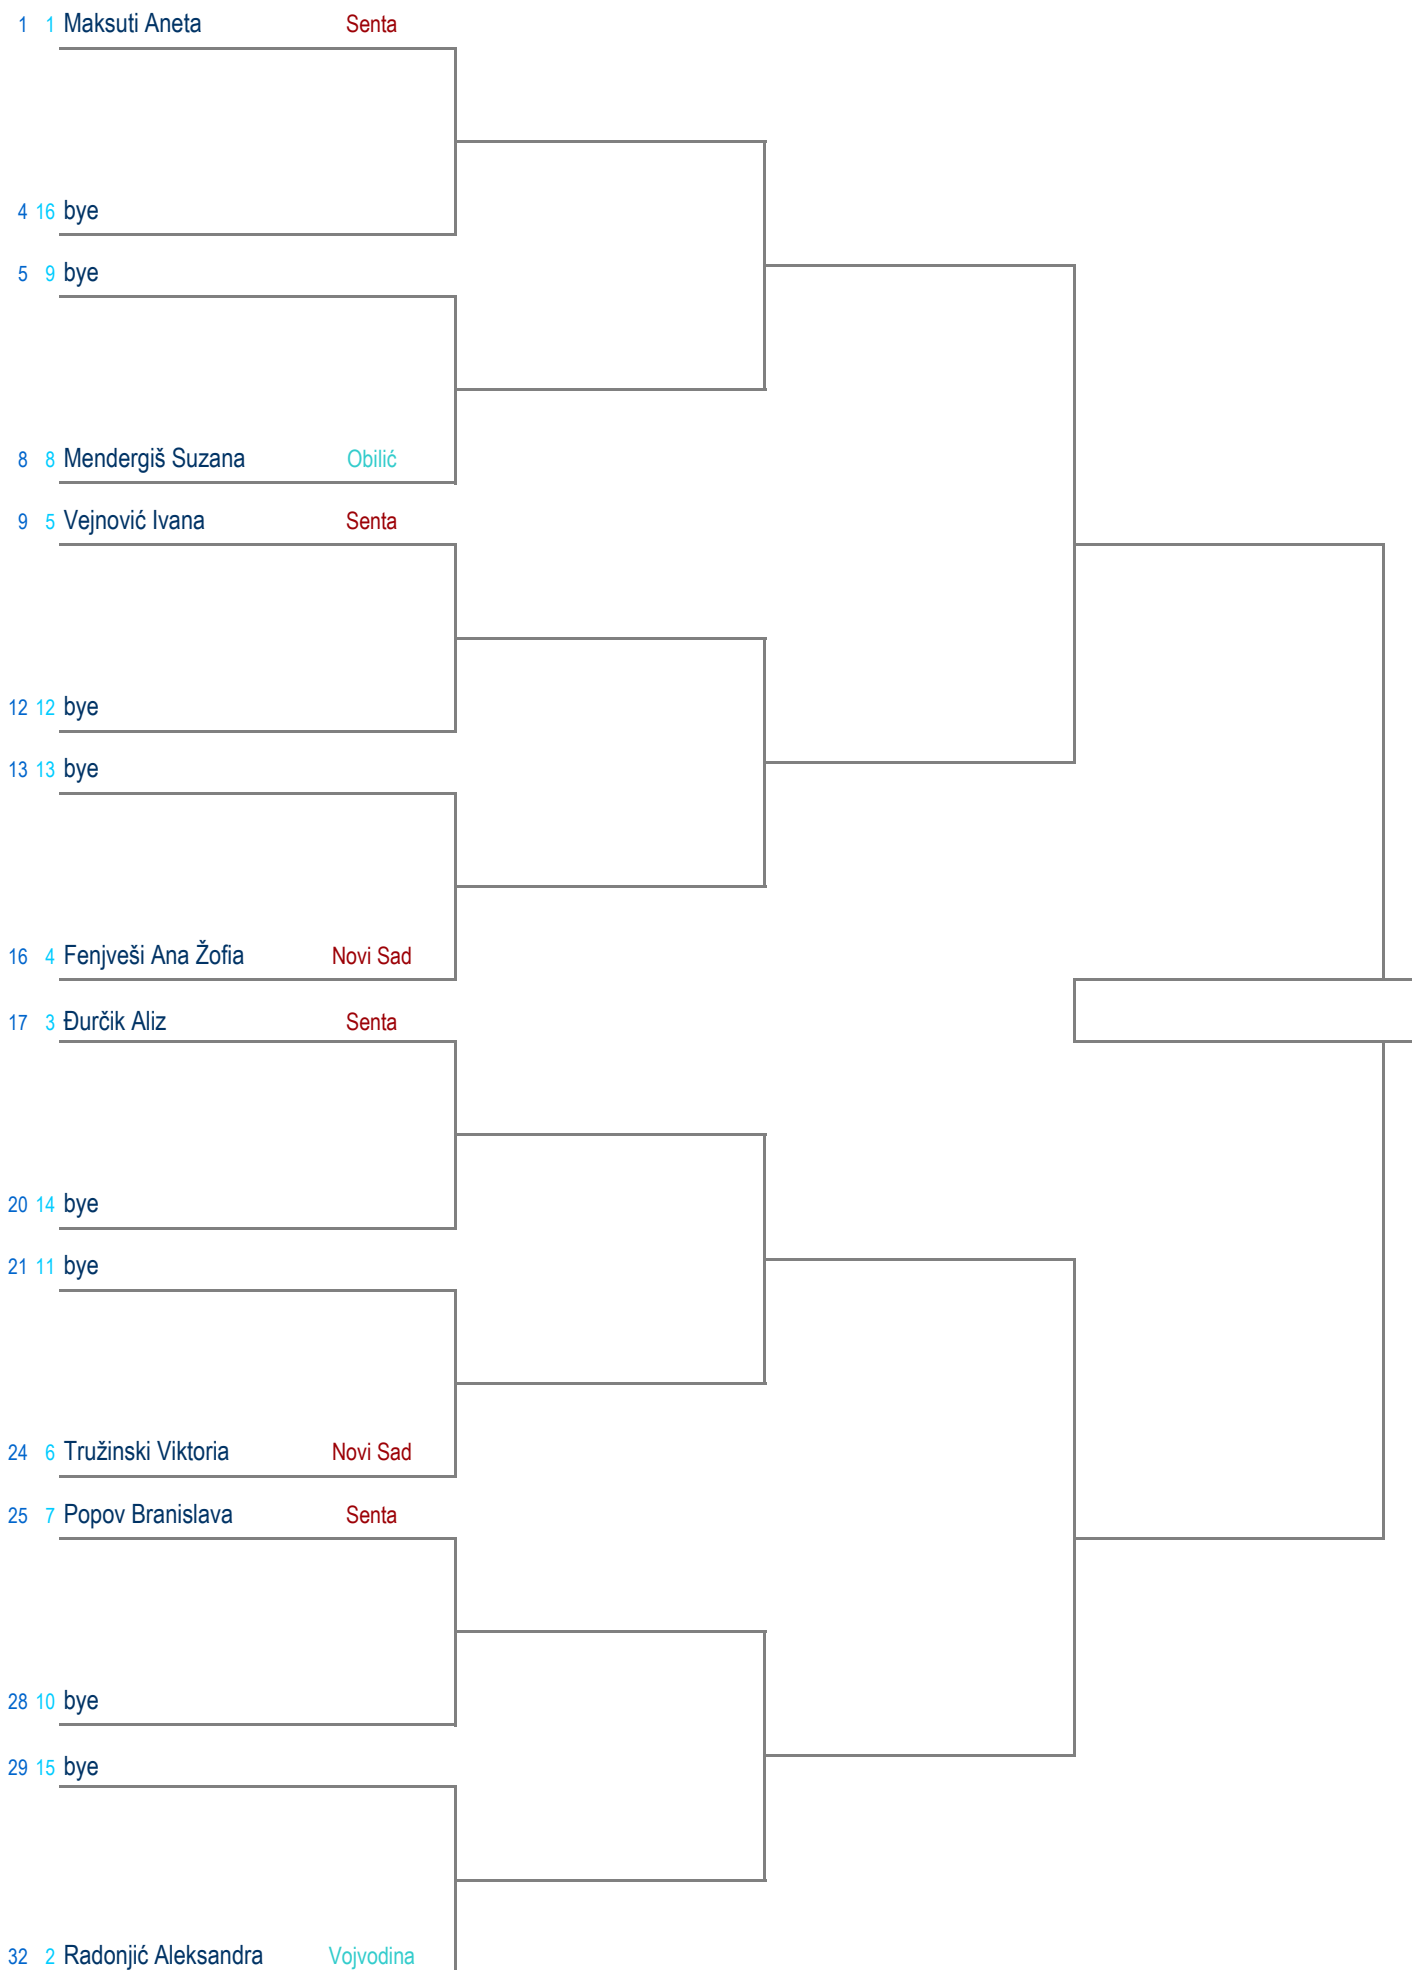 1 1 Maksuti Aneta Senta
4 16 bye
5 9 bye
8 8 Mendergiš Suzana Obilić
9 5 Vejnović Ivana Senta
12 12 bye
13 13 bye
16 4 Fenjveši Ana Žofia Novi Sad
17 3 Đurčik Aliz Senta
20 14 bye
21 11 bye
24 6 Tružinski Viktoria Novi Sad
25 7 Popov Branislava Senta
28 10 bye
29 15 bye
32 2 Radonjić Aleksandra Vojvodina